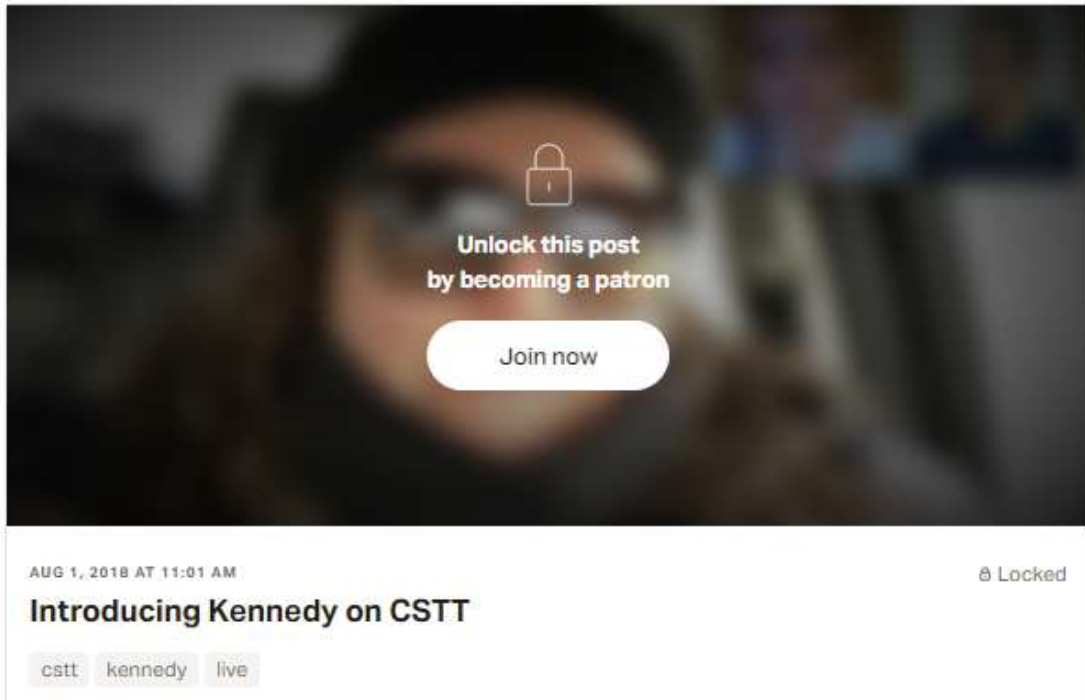 Unlock this post
by becoming a patron
Join now
AUG 1, 2018 AT 11:01 AM
Locked
Introducing Kennedy on CSTT
cstt kennedy live